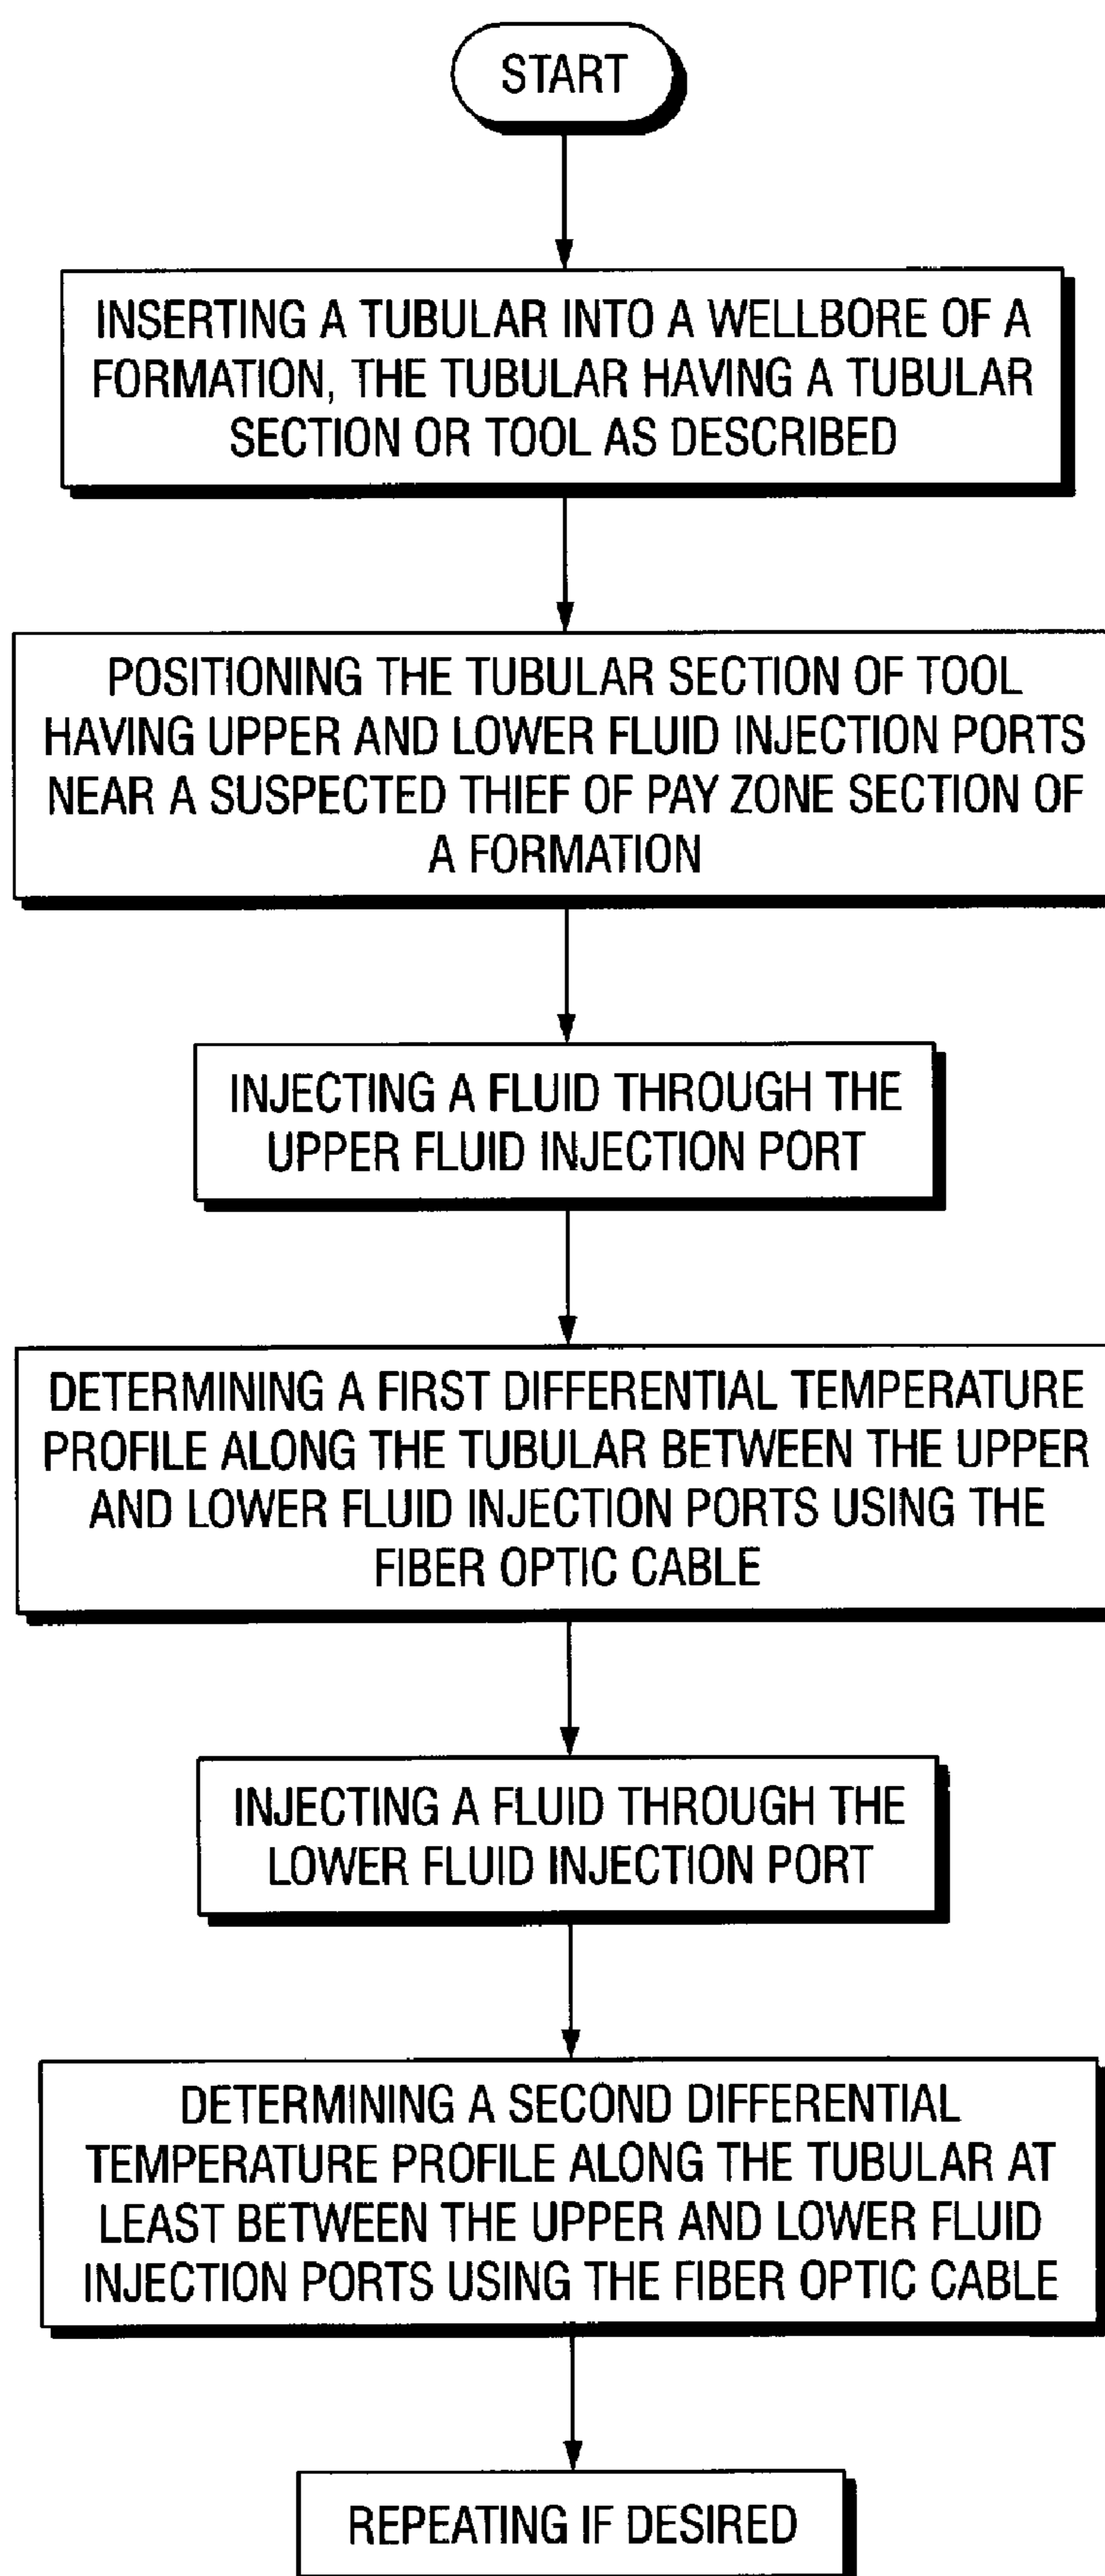 START
INSERTING A TUBULAR INTO A WELLBORE OF A
FORMATION, THE TUBULAR HAVING A TUBULAR
SECTION OR TOOL AS DESCRIBED
POSITIONING THE TUBULAR SECTION OF TOOL
HAVING UPPER AND LOWER FLUID INJECTION PORTS
NEAR A SUSPECTED THIEF OF PAY ZONE SECTION OF
A FORMATION
INJECTING A FLUID THROUGH THE
UPPER FLUID INJECTION PORT
DETERMINING A FIRST DIFFERENTIAL TEMPERATURE
PROFILE ALONG THE TUBULAR BETWEEN THE UPPER
AND LOWER FLUID INJECTION PORTS USING THE
FIBER OPTIC CABLE
INJECTING A FLUID THROUGH THE
LOWER FLUID INJECTION PORT
DETERMINING A SECOND DIFFERENTIAL
TEMPERATURE PROFILE ALONG THE TUBULAR AT
LEAST BETWEEN THE UPPER AND LOWER FLUID
INJECTION PORTS USING THE FIBER OPTIC CABLE
REPEATING IF DESIRED